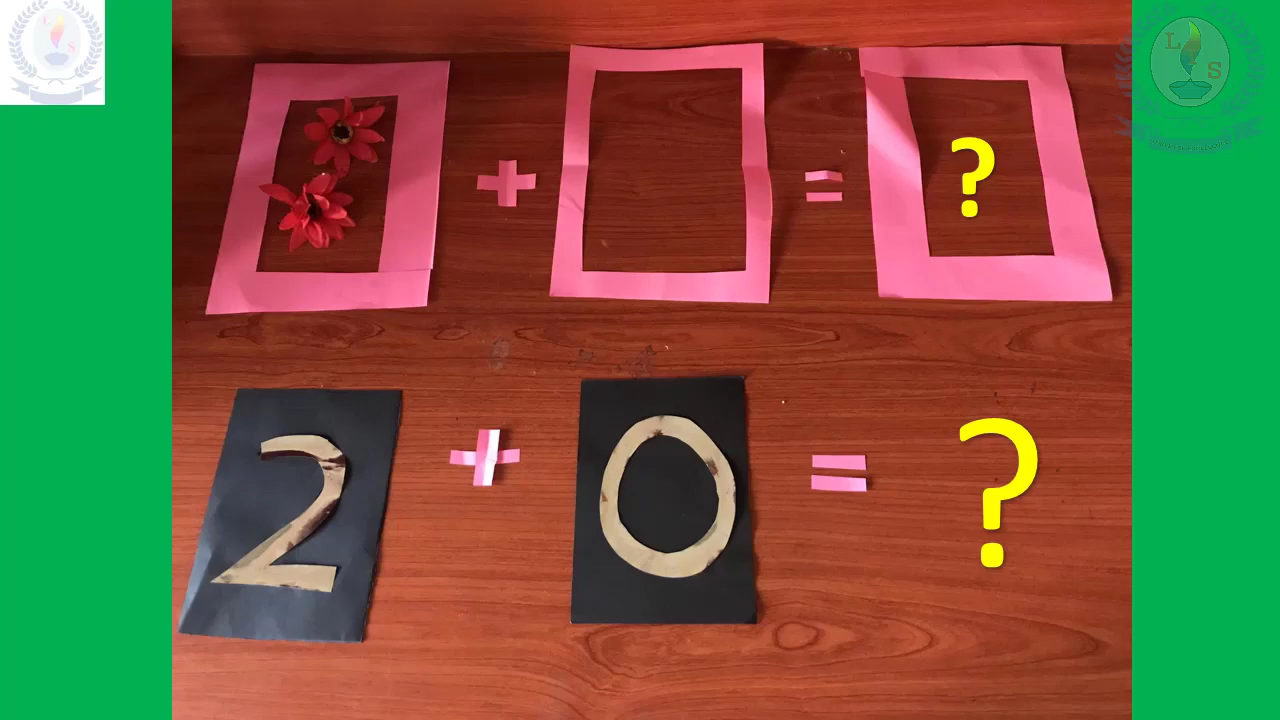 + = ?
2 + 0 = ?
L S